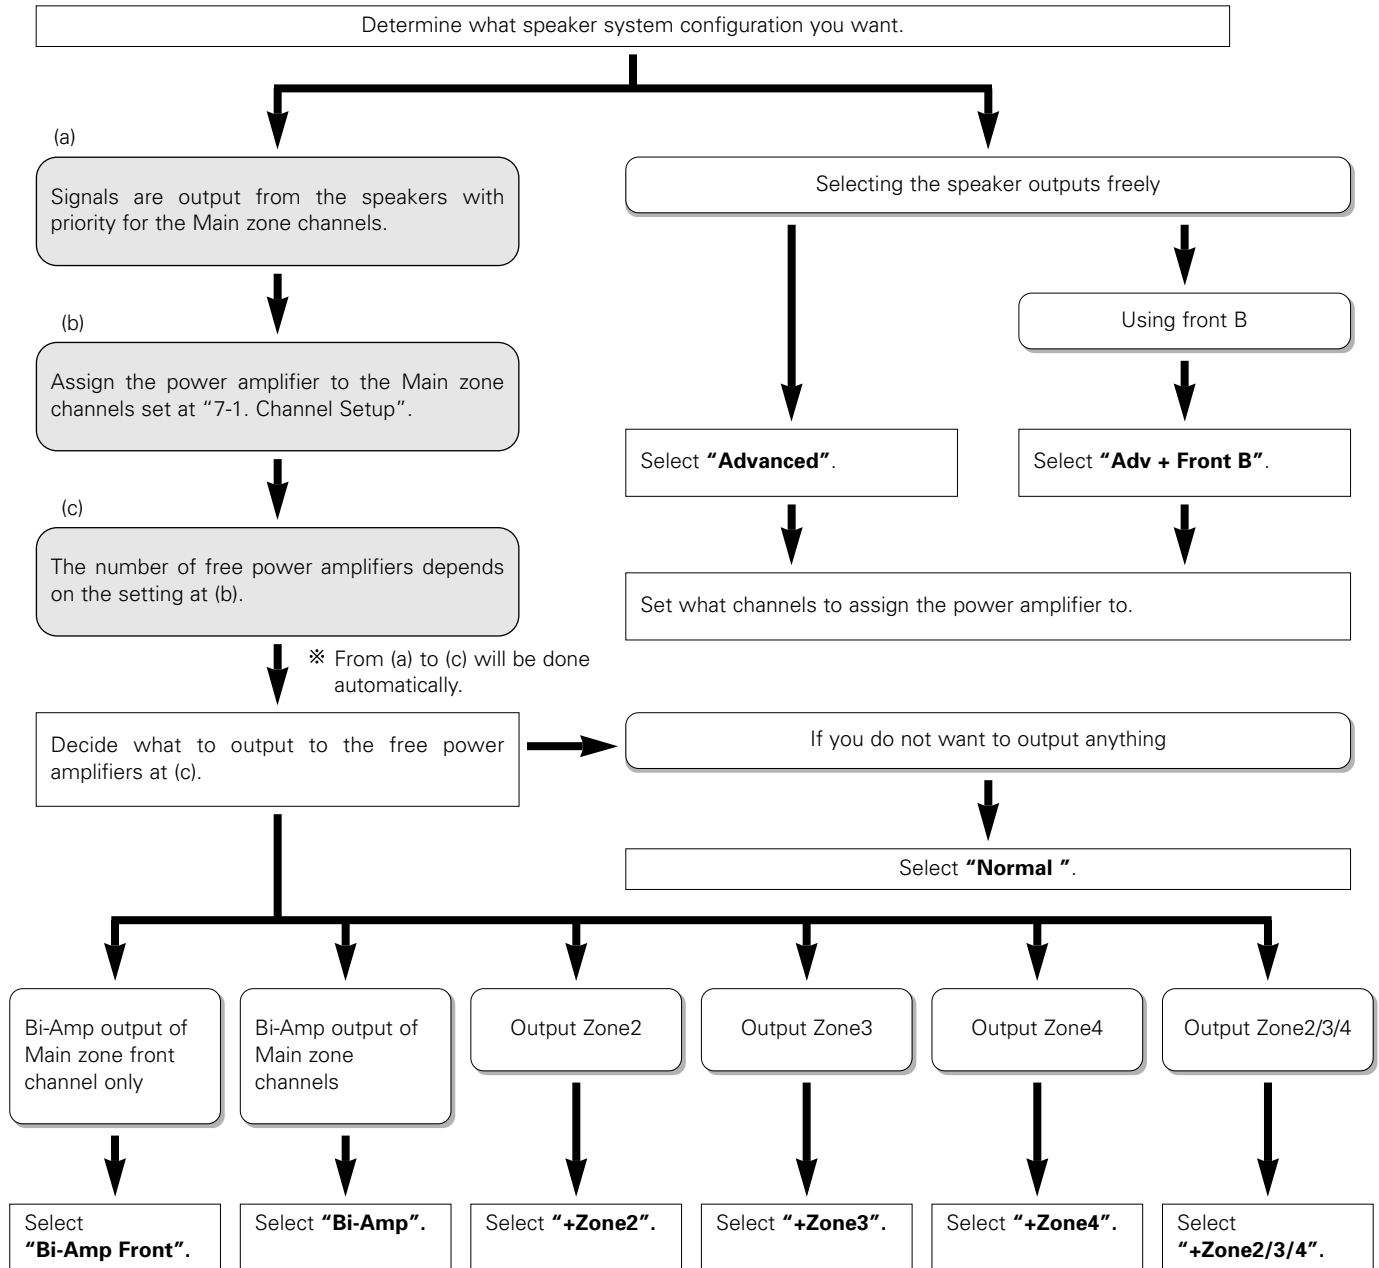 Determine what speaker system configuration you want.
(a)
Signals are output from the speakers with
priority for the Main zone channels.
Selecting the speaker outputs freely
(b)
Using front B
Assign the power amplifier to the Main zone
channels set at “7-1. Channel Setup”.
Select “Advanced”.
Select “Adv + Front B”.
(c)
The number of free power amplifiers depends
on the setting at (b).
Set what channels to assign the power amplifier to.
※ From (a) to (c) will be done
automatically.
Decide what to output to the free power
amplifiers at (c).
If you do not want to output anything
Select “Normal ”.
Bi-Amp output of
Main zone front
channel only
Bi-Amp output of
Main zone
channels
Output Zone2
Output Zone3
Output Zone4
Output Zone2/3/4
Select
“Bi-Amp Front”.
Select “Bi-Amp”.
Select “+Zone2”.
Select “+Zone3”.
Select “+Zone4”.
Select
“+Zone2/3/4”.